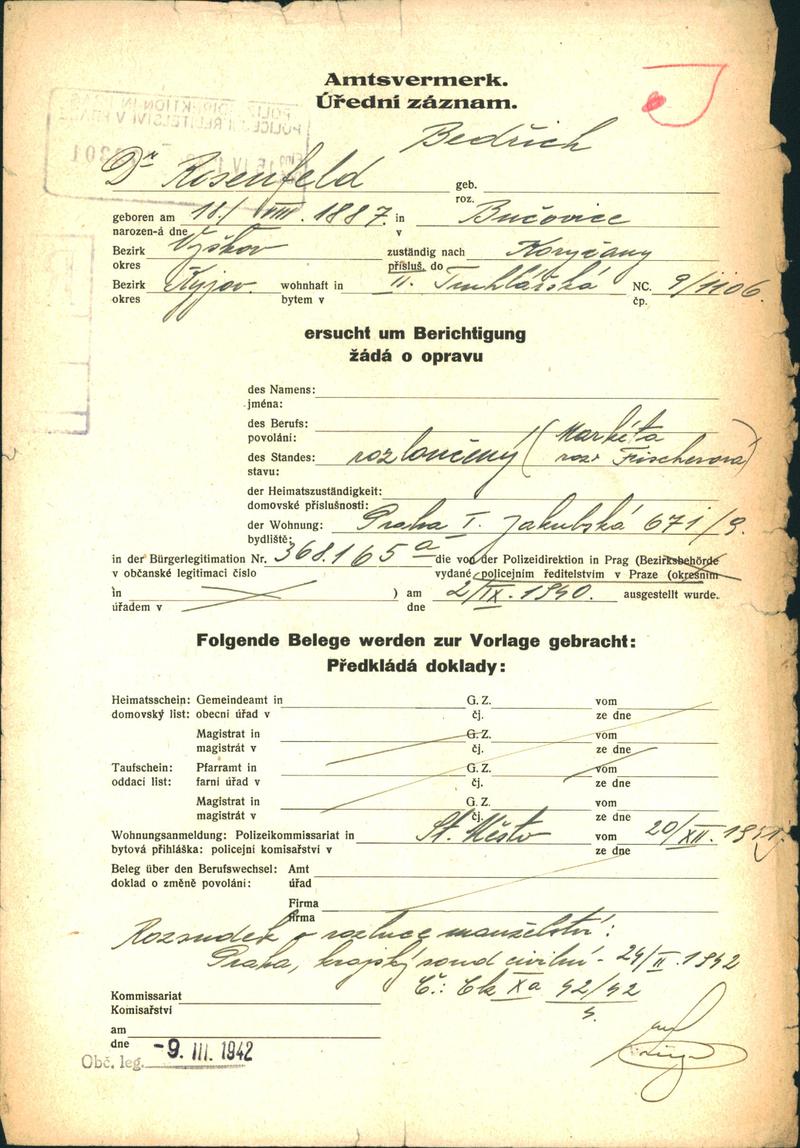 Amtsvermerk.
Úřední záznam.
Bedřich
Dr Rosenfeld geb.
roz.
geboren am 18./VIII. 1887. in Bučovice
narozen-á dne v
Bezirk Vyškov zuständig nach Koryčany
okres přísluš. do
Bezirk Kyjov. wohnhaft in II. Truhlářská NC. 9/1106.
okres bytem v čp.
ersucht um Berichtigung
žádá o opravu
des Namens:
jména:
des Berufs:
povolání: (Markéta
des Standes: rozloučený roz. Fischerová)
stavu:
der Heimatszuständigkeit:
domovské příslušnosti:
der Wohnung: Praha I. Jakubská 671/9.
bydliště:
in der Bürgerlegitimation Nr. 368.165 a die von der Polizeidirektion in Prag (Bezirksbehörde
v občanské legitimaci číslo vydané policejním ředitelstvím v Praze (okresním
in ) am 2/IX. 1940. ausgestellt wurde.
úřadem v dne
Folgende Belege werden zur Vorlage gebracht:
Předkládá doklady:
Heimatsschein: Gemeindeamt in G. Z. vom
domovský list: obecní úřad v čj. ze dne
Magistrat in G. Z. vom
magistrát v čj. ze dne
Taufschein: Pfarramt in G. Z. vom
oddací list: farní úřad v čj. ze dne
Magistrat in G. Z. vom
magistrát v čj. ze dne
Wohnungsanmeldung: Polizeikommissariat in St. Město vom 20/XII. 1941.
bytová přihláška: policejní komisařství v ze dne
Beleg über den Berufswechsel: Amt
doklad o změně povolání: úřad
Firma
firma
Rozsudek o rozluce manželství:
Praha, krajský soud civilní - 24/II. 1942
Č.: Ck Xa 42/42
Kommissariat
Komisařství
am
dne -9. III. 1942
Obč. leg.